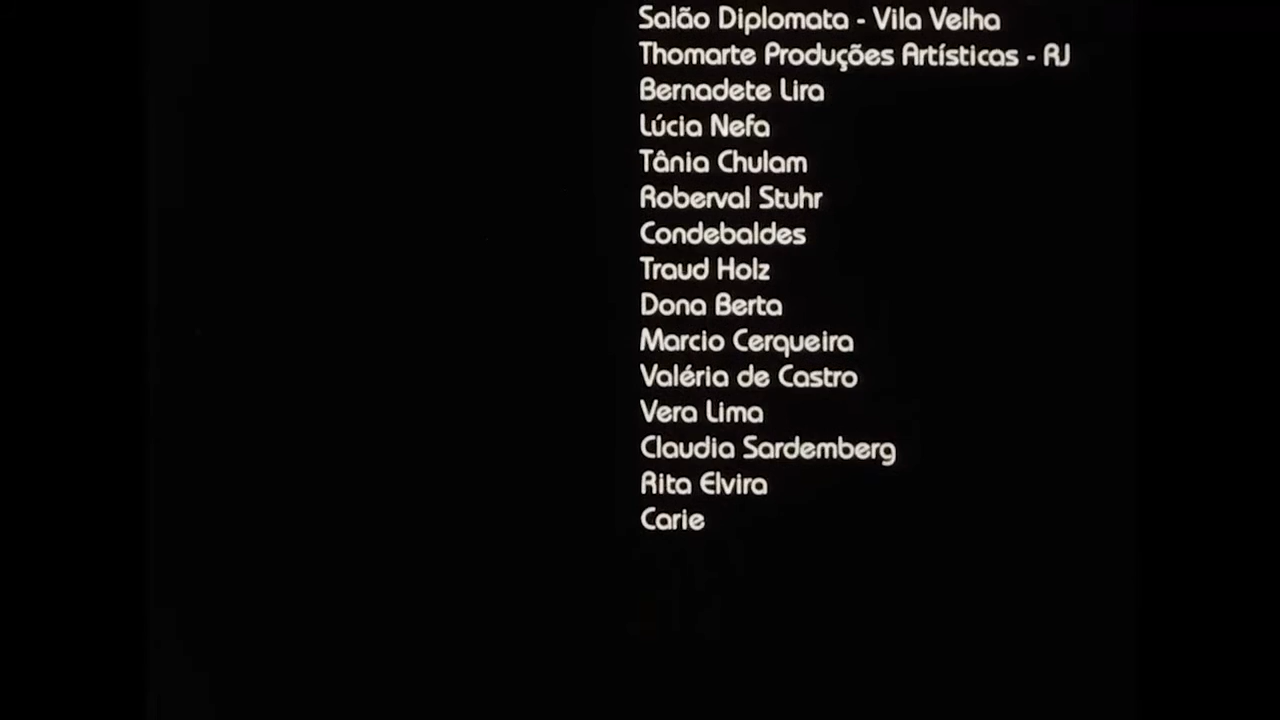 Salão Diplomata - Vila Velha
Thomarte Produções Artísticas - RJ
Bernadete Lira
Lúcia Nefa
Tânia Chulam
Roberval Stuhr
Condebaldes
Traud Holz
Dona Berta
Marcio Cerqueira
Valéria de Castro
Vera Lima
Claudia Sardemberg
Rita Elvira
Carie